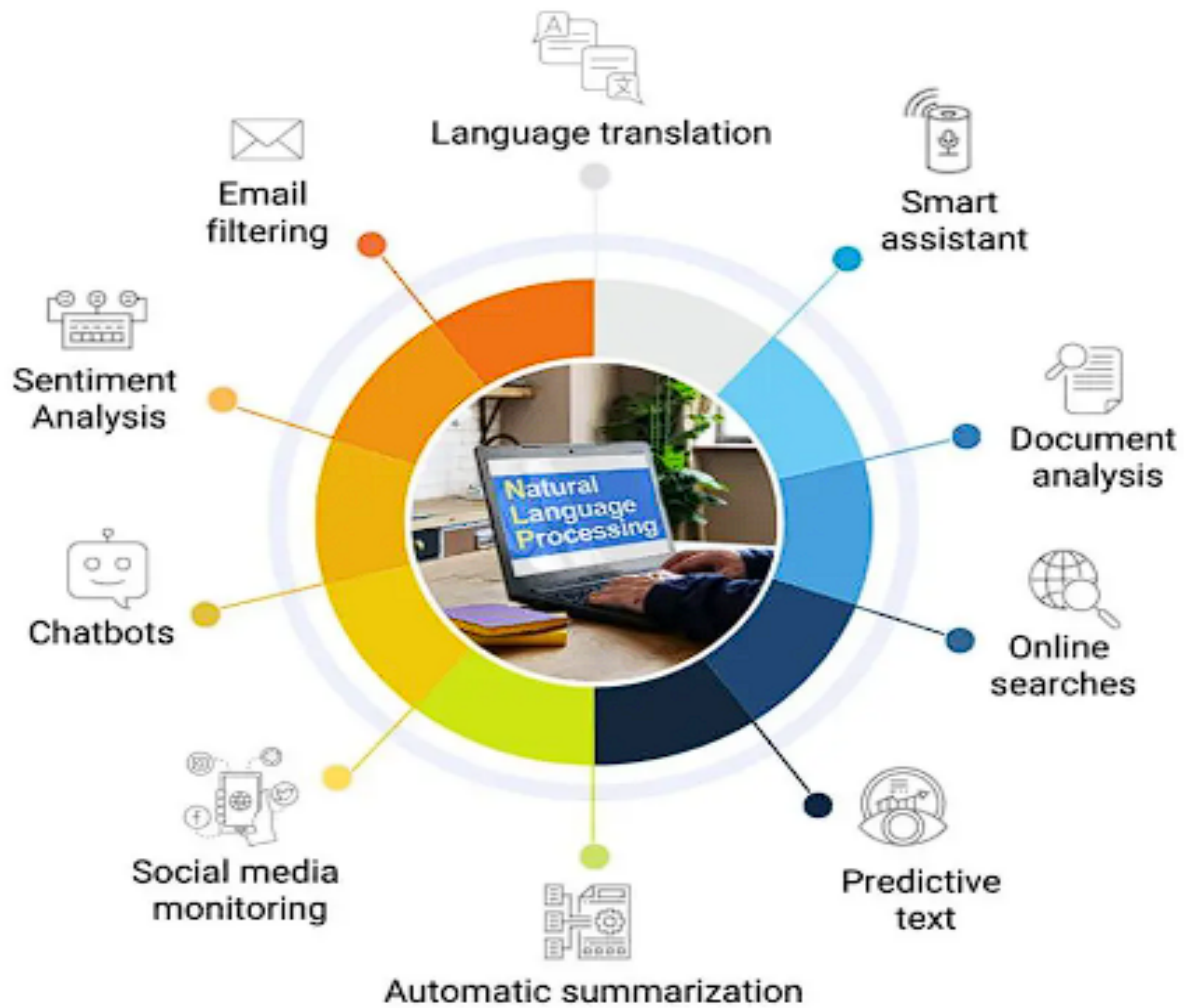 Language translation
Smart
assistant
Document
analysis
Online
searches
Predictive
text
Automatic summarization
Social media
monitoring
Chatbots
Sentiment
Analysis
Email
filtering
Natural
Language
Processing
A
文
f